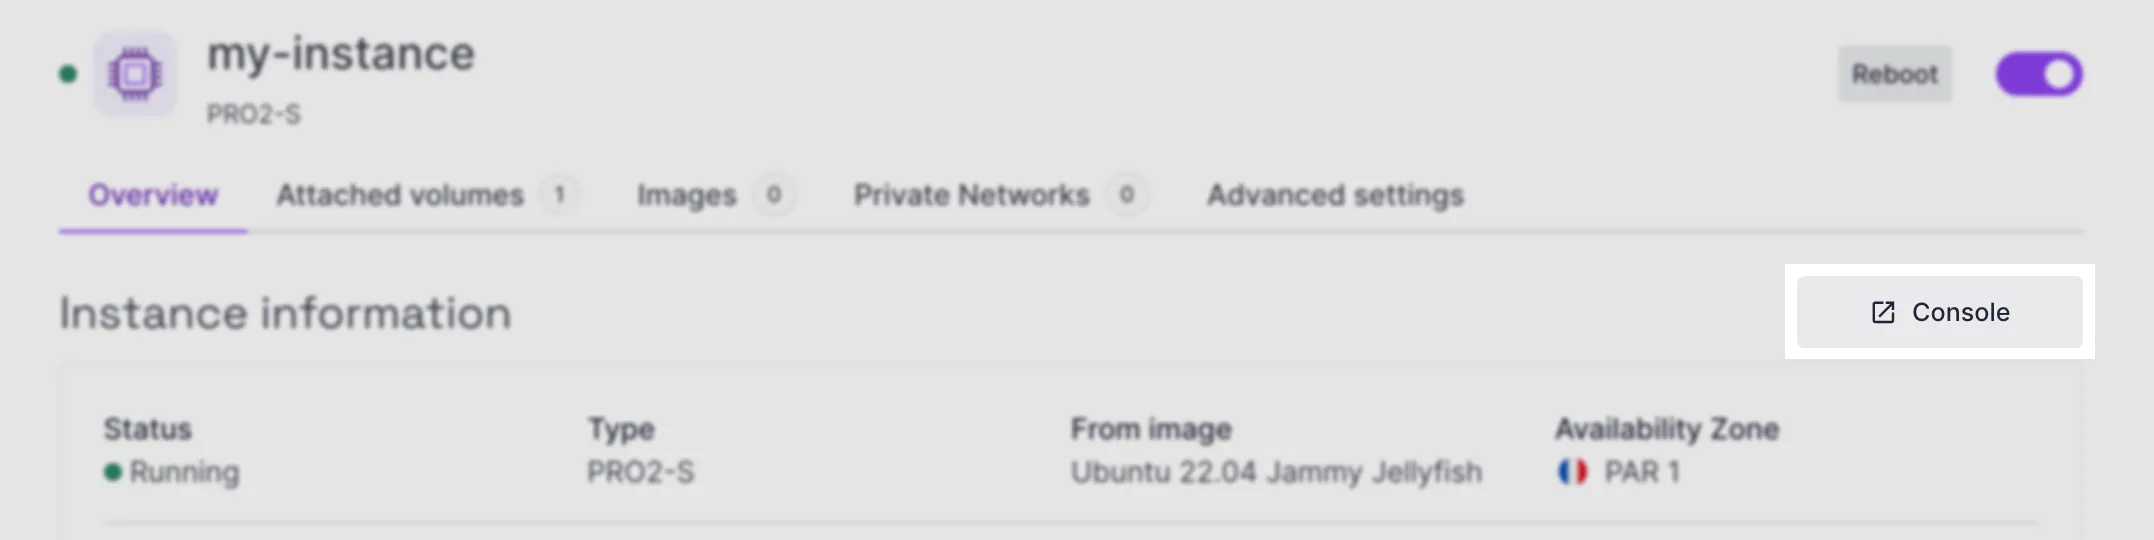 my-instance
PRO2-S
Reboot
Overview Attached volumes 1 Images 0 Private Networks 0 Advanced settings
Instance information
Console
Status Type From image Availability Zone
Running PRO2-S Ubuntu 22.04 Jammy Jellyfish PAR 1